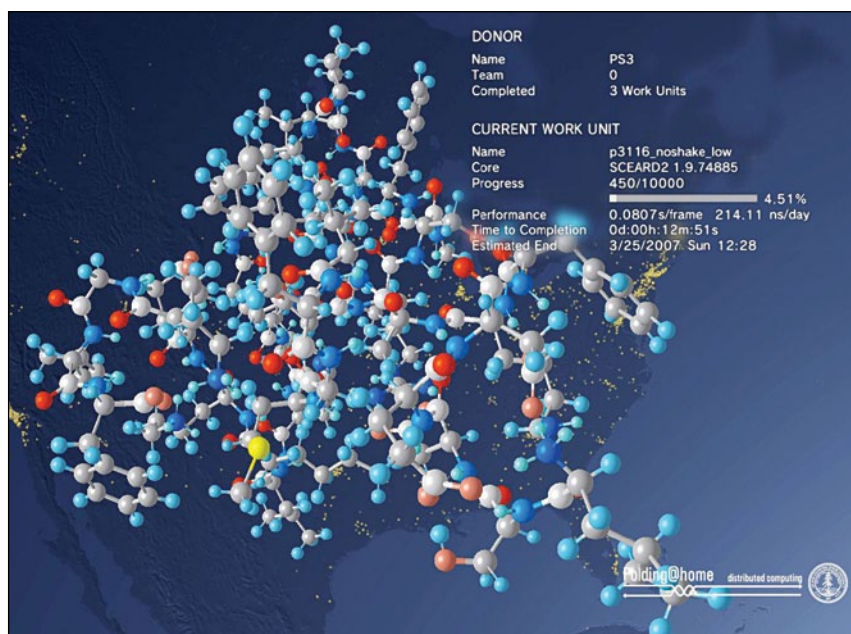 DONOR
Name PS3
Team 0
Completed 3 Work Units
CURRENT WORK UNIT
Name p3116_noshake_low
Core SCEARD2 1.9.74885
Progress 450/10000
4.51%
Performance 0.0807s/frame 214.11 ns/day
Time to Completion 0d:00h:12m:51s
Estimated End 3/25/2007 Sun 12:28
Folding@home distributed computing